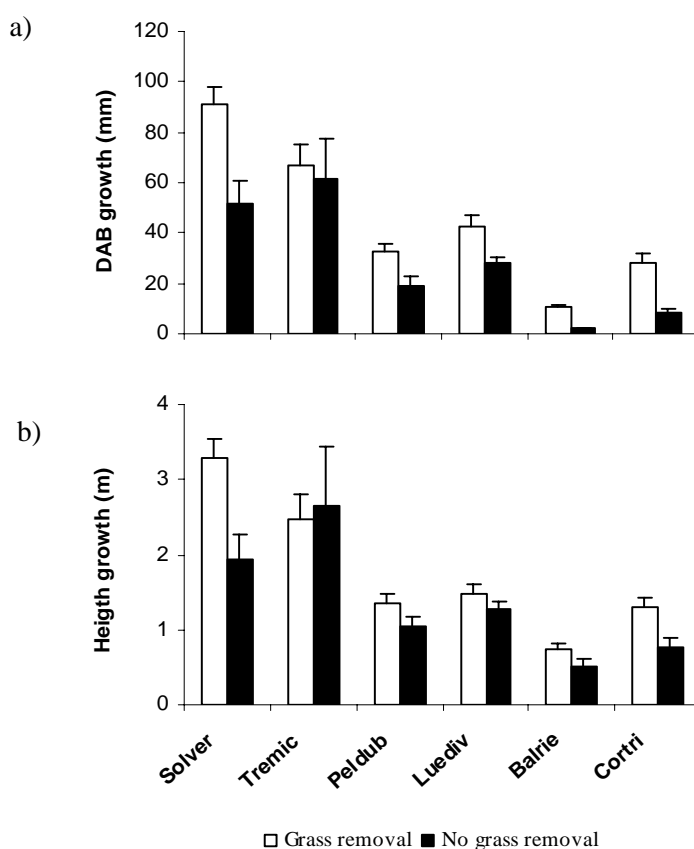 a)
120
100
80
60
40
20
0
DAB growth (mm)
b)
4
3
2
1
0
Heigth growth (m)
Solver
Tremic
Peldub
Luediv
Balrie
Cortri
Grass removal No grass removal